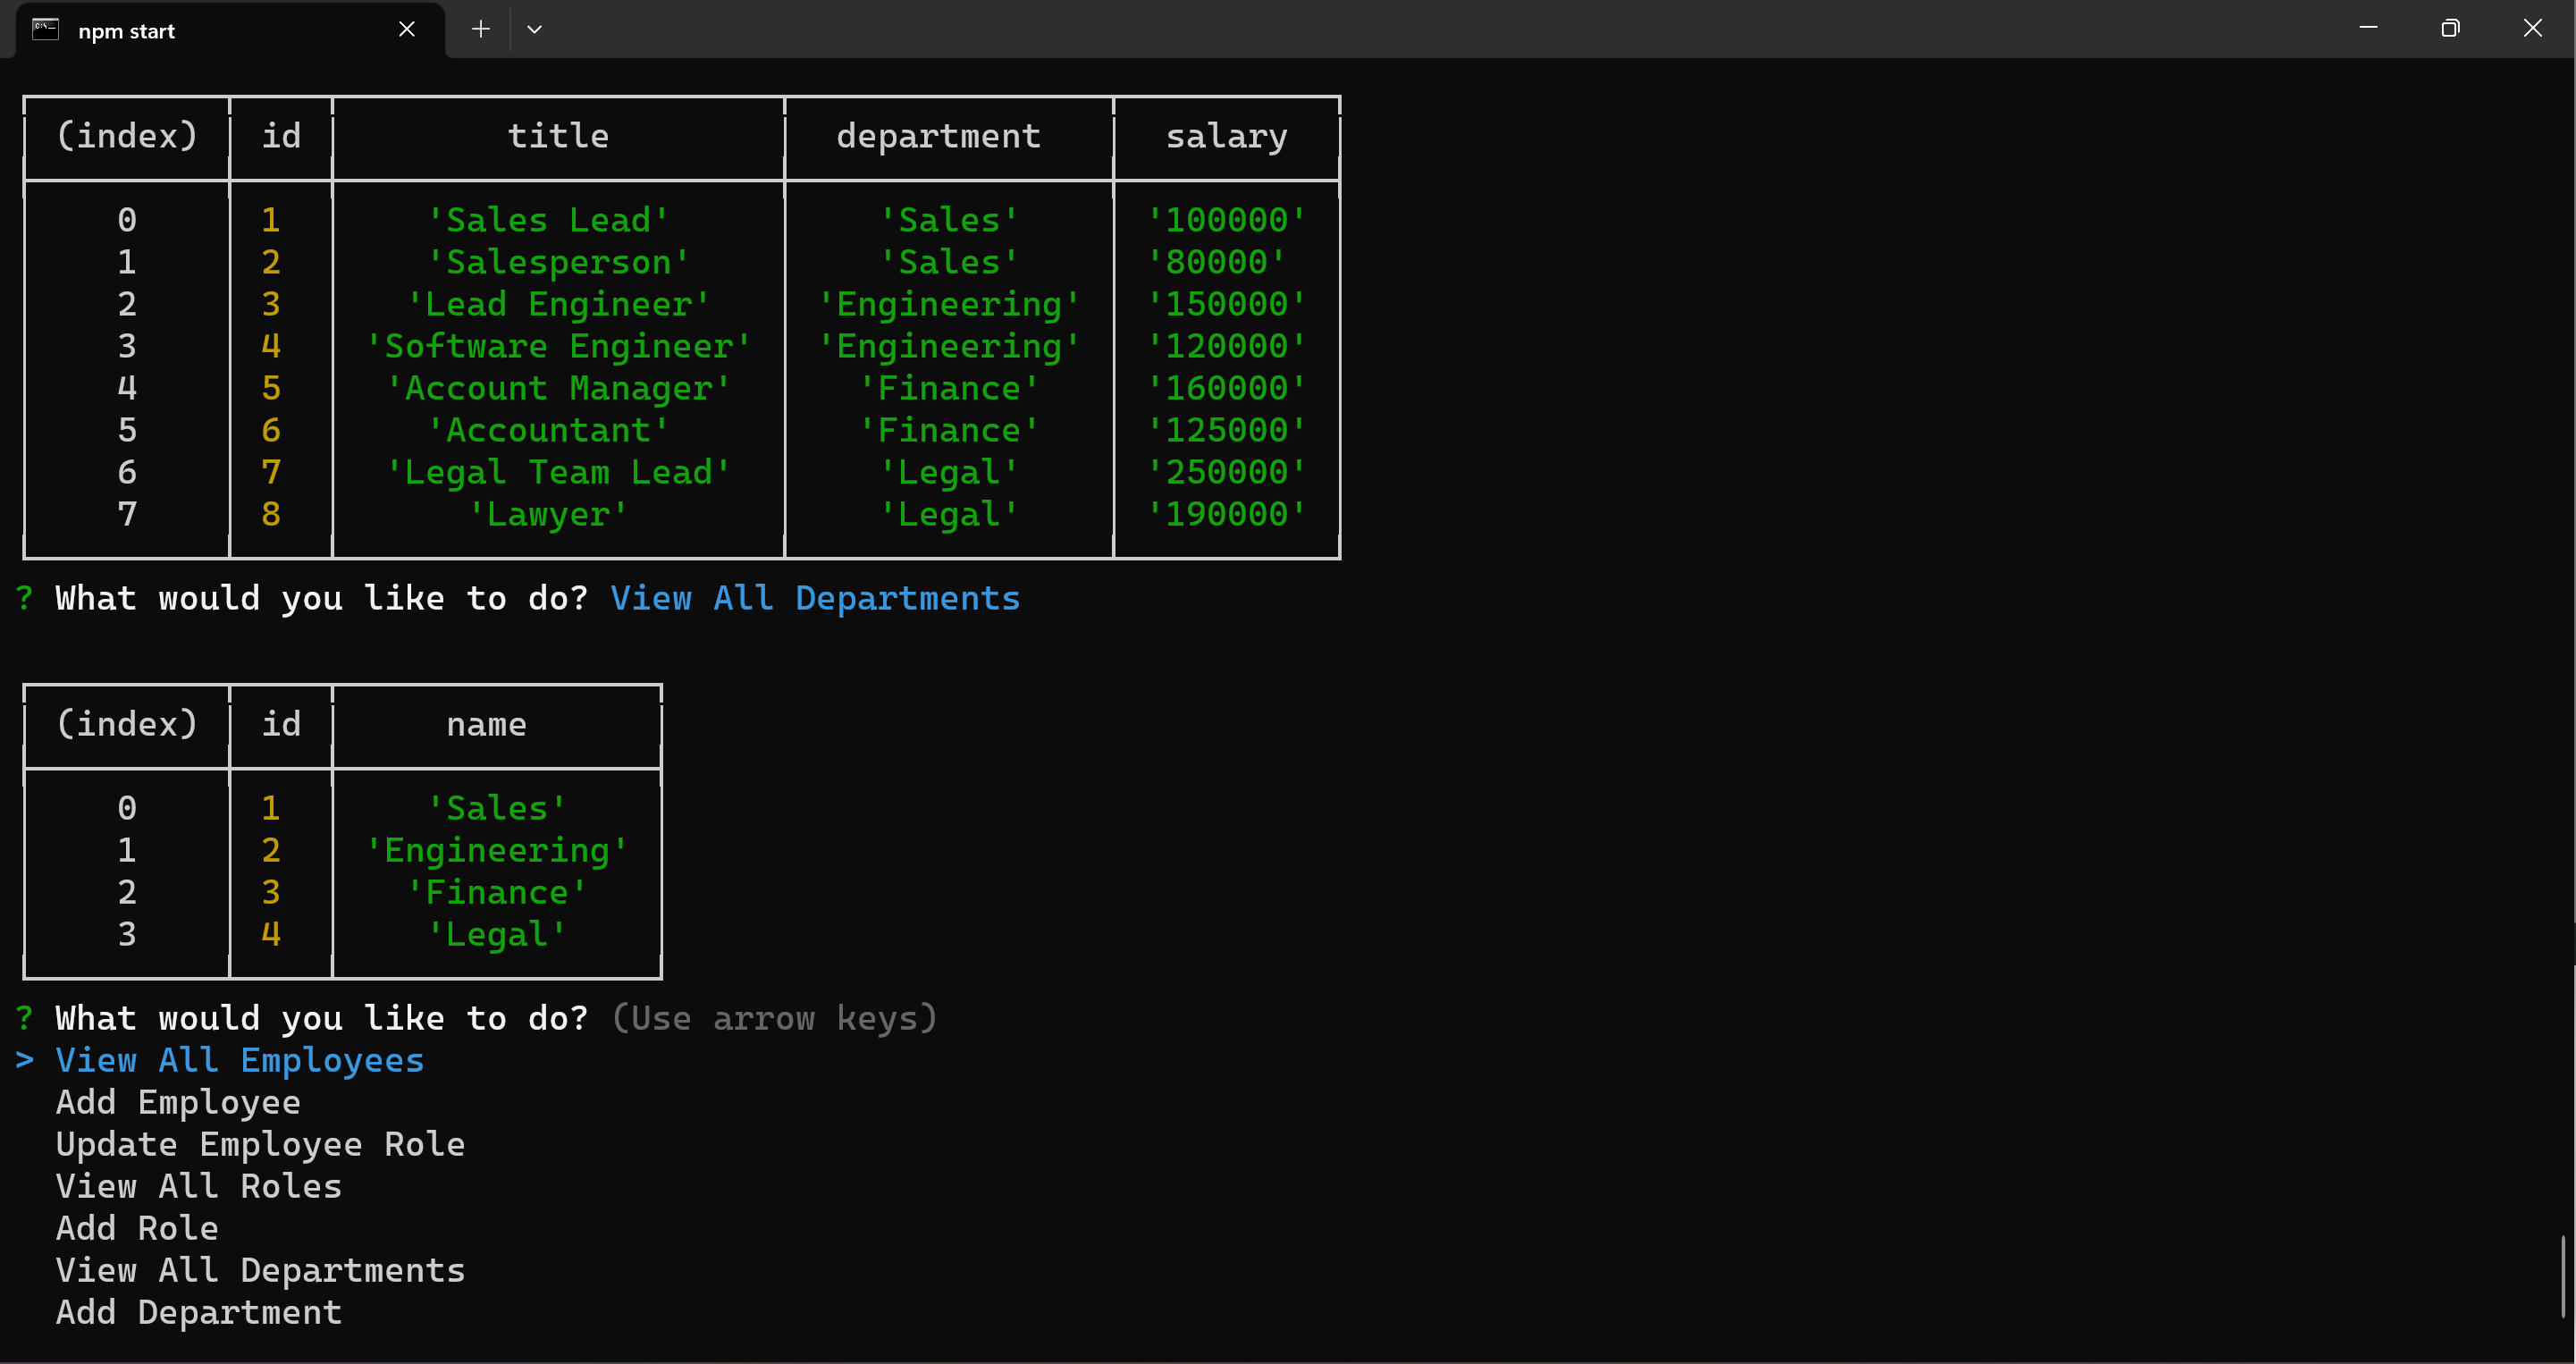 npm start
(index) id title department salary
0 1 'Sales Lead' 'Sales' '100000'
1 2 'Salesperson' 'Sales' '80000'
2 3 'Lead Engineer' 'Engineering' '150000'
3 4 'Software Engineer' 'Engineering' '120000'
4 5 'Account Manager' 'Finance' '160000'
5 6 'Accountant' 'Finance' '125000'
6 7 'Legal Team Lead' 'Legal' '250000'
7 8 'Lawyer' 'Legal' '190000'
? What would you like to do? View All Departments
(index) id name
0 1 'Sales'
1 2 'Engineering'
2 3 'Finance'
3 4 'Legal'
? What would you like to do? (Use arrow keys)
> View All Employees
Add Employee
Update Employee Role
View All Roles
Add Role
View All Departments
Add Department